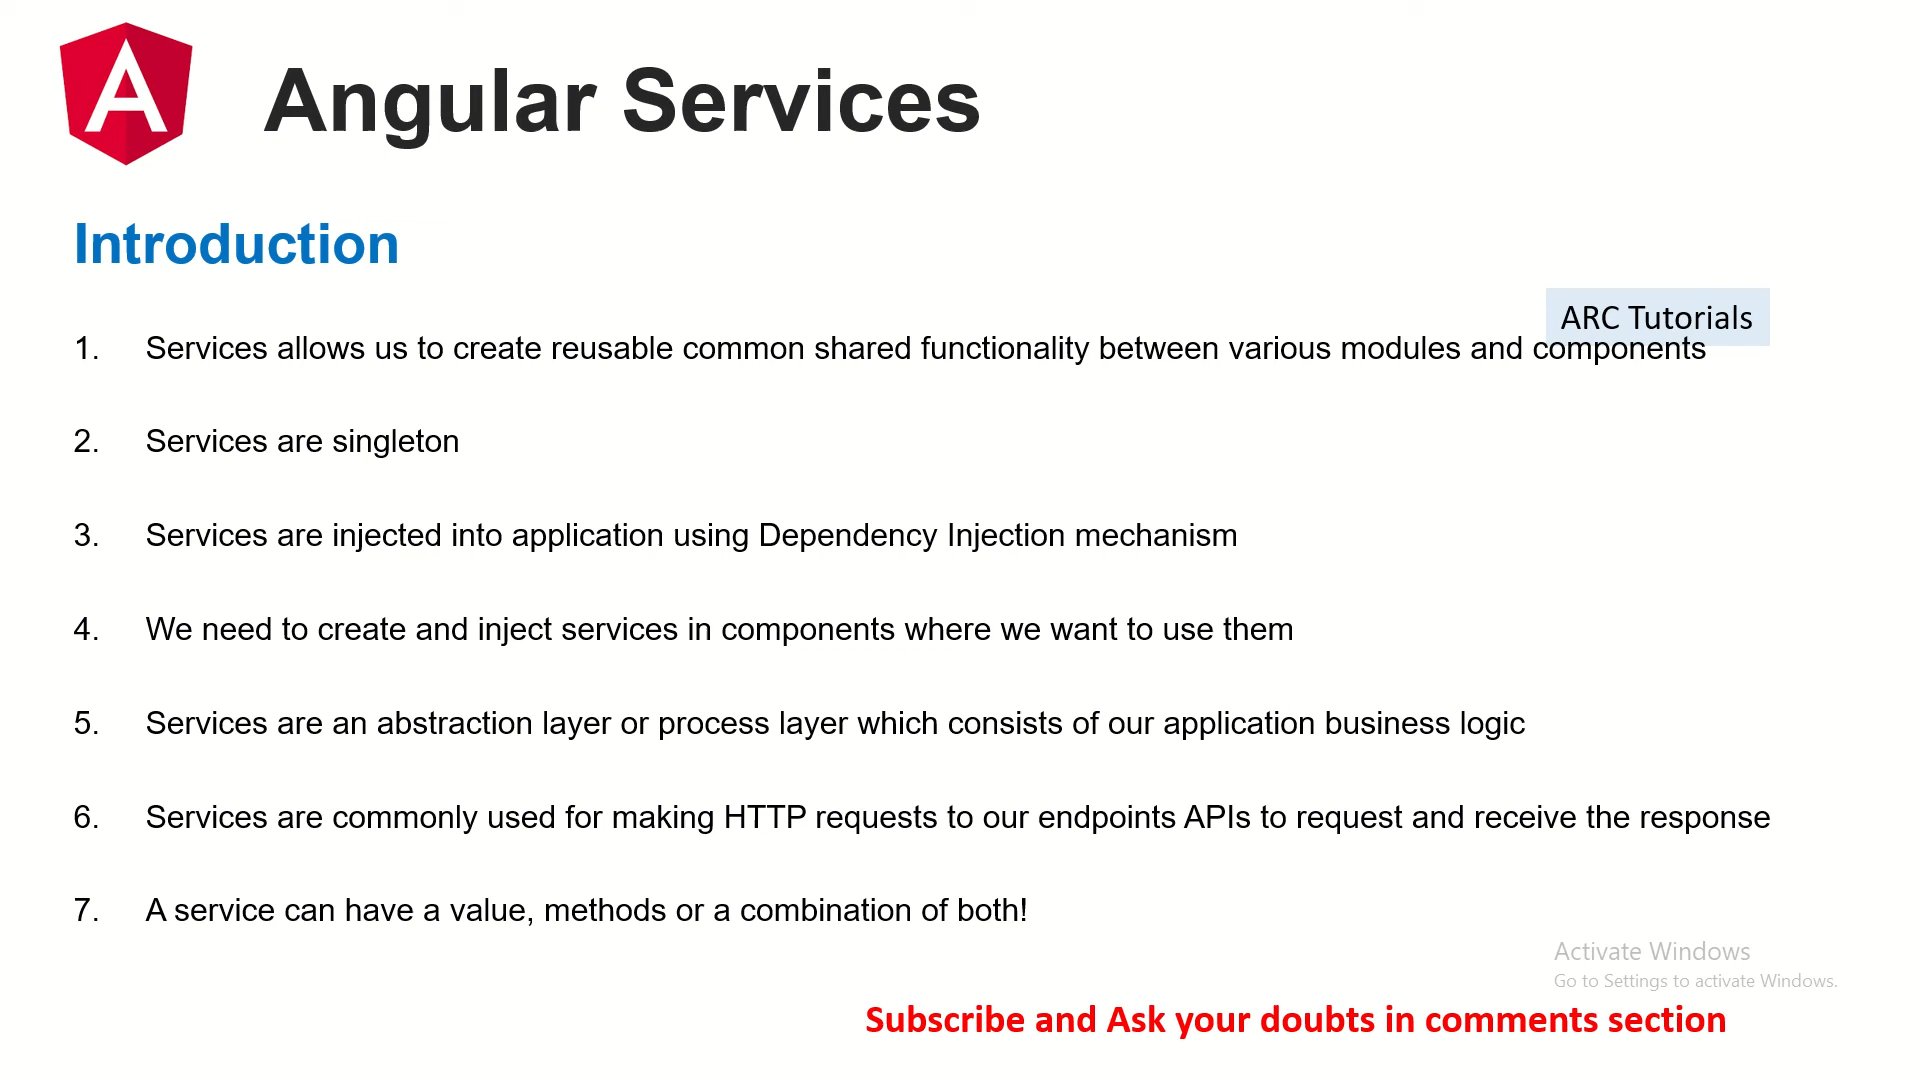 Angular Services
Introduction
ARC Tutorials
1. Services allows us to create reusable common shared functionality between various modules and components
2. Services are singleton
3. Services are injected into application using Dependency Injection mechanism
4. We need to create and inject services in components where we want to use them
5. Services are an abstraction layer or process layer which consists of our application business logic
6. Services are commonly used for making HTTP requests to our endpoints APIs to request and receive the response
7. A service can have a value, methods or a combination of both!
Activate Windows
Go to Settings to activate Windows.
Subscribe and Ask your doubts in comments section